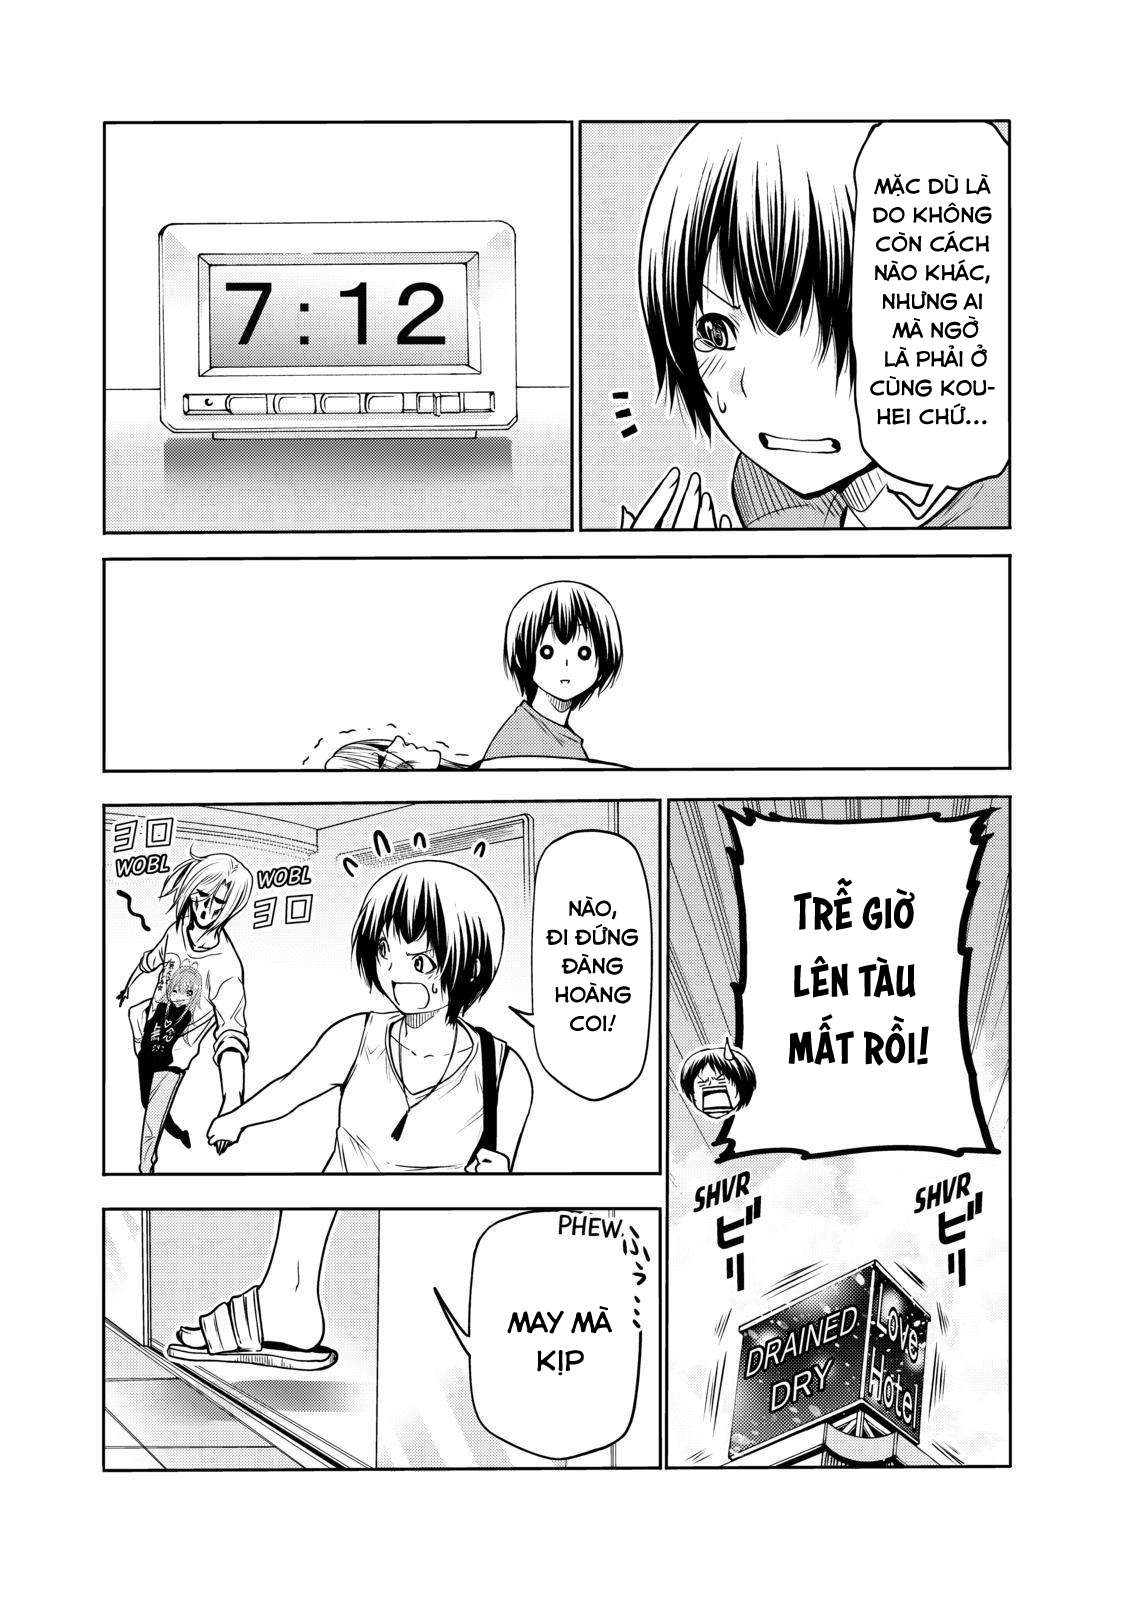 MẶC DÙ LÀ
DO KHÔNG
CÒN CÁCH
NÀO KHÁC,
NHƯNG AI
MÀ NGỜ
LÀ PHẢI Ở
CÙNG KOU-
HEI CHỨ...
7:12
TRỄ GIỜ
LÊN TÀU
MẤT RỒI!
SHVR
ビリ
SHVR
ビリ
DRAINED
DRY
Love
Hotel
NÀO,
ĐI ĐỨNG
ĐÀNG
HOÀNG
COI!
WOBL
ヨロ
ヨロ
WOBL
PHEW
ふぅ...
MAY MÀ
KỊP